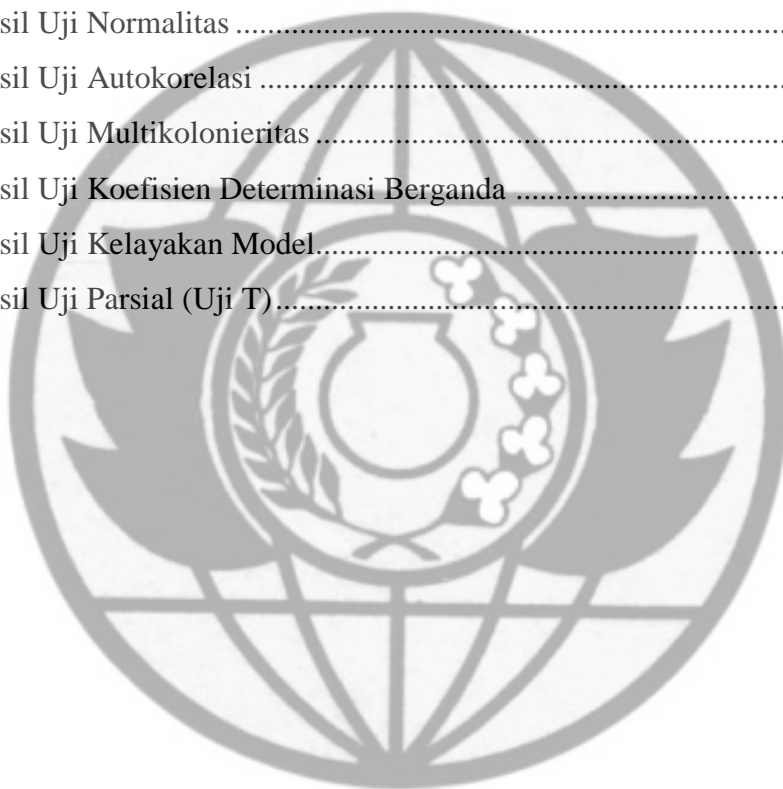 sil Uji Normalitas ........................................................................
sil Uji Autokorelasi .....................................................................
sil Uji Multikolonieritas ..............................................................
sil Uji Koefisien Determinasi Berganda ....................................
sil Uji Kelayakan Model..............................................................
sil Uji Parsial (Uji T)...................................................................